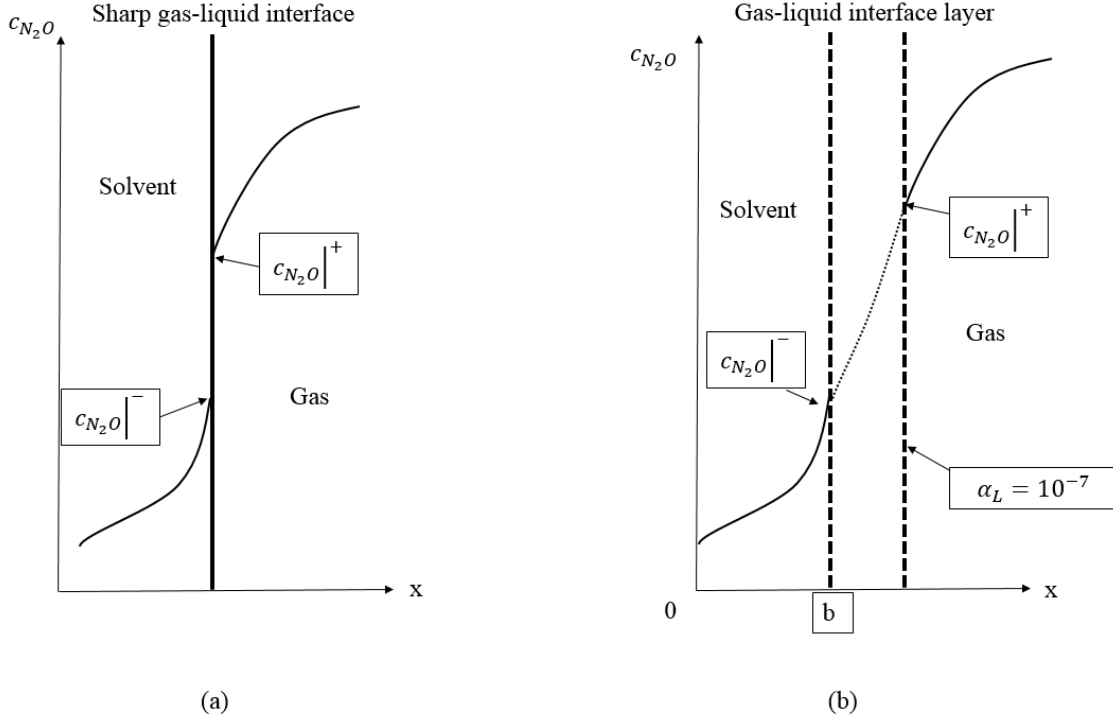 Sharp gas-liquid interface
c_{N_2O}
Solvent
c_{N_2O}|^+
c_{N_2O}|^-
Gas
x
(a)
Gas-liquid interface layer
c_{N_2O}
Solvent
c_{N_2O}|^+
c_{N_2O}|^-
Gas
α_L = 10^{-7}
0
b
x
(b)